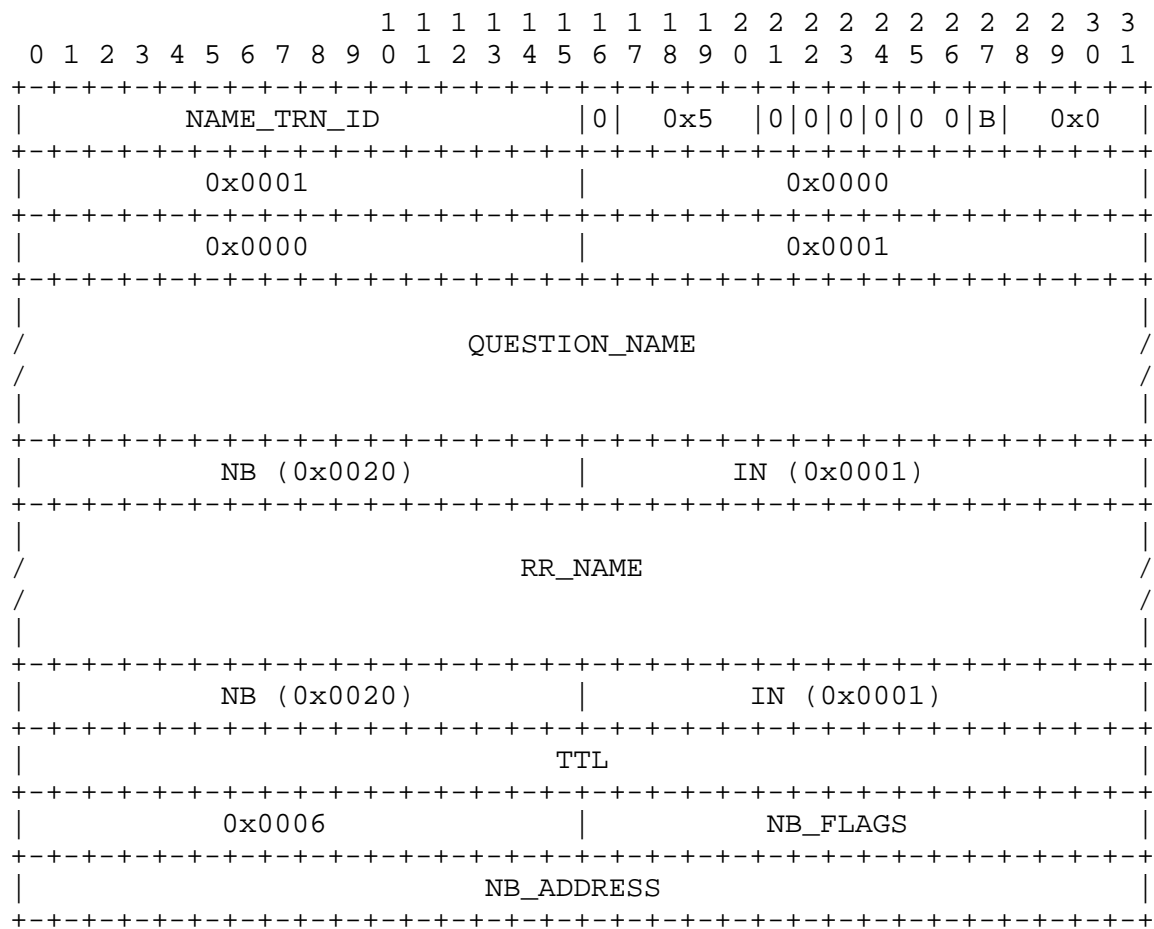 1 1 1 1 1 1 1 1 1 1 2 2 2 2 2 2 2 2 2 2 3 3
 0 1 2 3 4 5 6 7 8 9 0 1 2 3 4 5 6 7 8 9 0 1 2 3 4 5 6 7 8 9 0 1
+-+-+-+-+-+-+-+-+-+-+-+-+-+-+-+-+-+-+-+-+-+-+-+-+-+-+-+-+-+-+-+-+
|         NAME_TRN_ID           |0|  0x5  |0|0|0|0|0 0|B|  0x0  |
+-+-+-+-+-+-+-+-+-+-+-+-+-+-+-+-+-+-+-+-+-+-+-+-+-+-+-+-+-+-+-+-+
|          0x0001               |           0x0000              |
+-+-+-+-+-+-+-+-+-+-+-+-+-+-+-+-+-+-+-+-+-+-+-+-+-+-+-+-+-+-+-+-+
|          0x0000               |           0x0001              |
+-+-+-+-+-+-+-+-+-+-+-+-+-+-+-+-+-+-+-+-+-+-+-+-+-+-+-+-+-+-+-+-+
|                                                               |
/                         QUESTION_NAME                         /
/                                                               /
|                                                               |
+-+-+-+-+-+-+-+-+-+-+-+-+-+-+-+-+-+-+-+-+-+-+-+-+-+-+-+-+-+-+-+-+
|           NB (0x0020)         |        IN (0x0001)            |
+-+-+-+-+-+-+-+-+-+-+-+-+-+-+-+-+-+-+-+-+-+-+-+-+-+-+-+-+-+-+-+-+
|                                                               |
/                            RR_NAME                            /
/                                                               /
|                                                               |
+-+-+-+-+-+-+-+-+-+-+-+-+-+-+-+-+-+-+-+-+-+-+-+-+-+-+-+-+-+-+-+-+
|           NB (0x0020)         |         IN (0x0001)           |
+-+-+-+-+-+-+-+-+-+-+-+-+-+-+-+-+-+-+-+-+-+-+-+-+-+-+-+-+-+-+-+-+
|                              TTL                              |
+-+-+-+-+-+-+-+-+-+-+-+-+-+-+-+-+-+-+-+-+-+-+-+-+-+-+-+-+-+-+-+-+
|           0x0006              |          NB_FLAGS             |
+-+-+-+-+-+-+-+-+-+-+-+-+-+-+-+-+-+-+-+-+-+-+-+-+-+-+-+-+-+-+-+-+
|                          NB_ADDRESS                           |
+-+-+-+-+-+-+-+-+-+-+-+-+-+-+-+-+-+-+-+-+-+-+-+-+-+-+-+-+-+-+-+-+